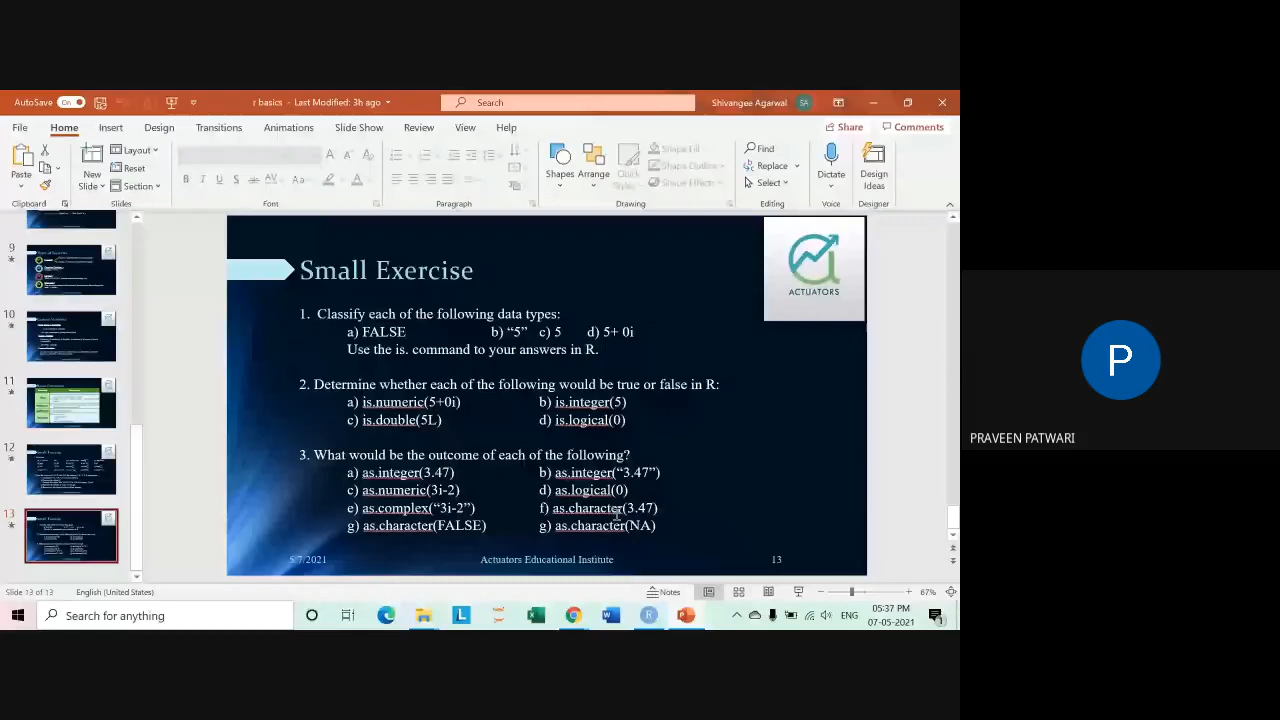 AutoSave On r basics - Last Modified: 3h ago Search Shivangee Agarwal SA
File Home Insert Design Transitions Animations Slide Show Review View Help Share Comments
Paste New Slide Layout Reset Section Shapes Arrange Quick Styles Shape Fill Shape Outline Shape Effects Find Replace Select Dictate Design Ideas
Clipboard Slides Font Paragraph Drawing Editing Voice Designer
9
10
11
12
13
ACTUATORS
Small Exercise
1. Classify each of the following data types:
a) FALSE b) “5” c) 5 d) 5+ 0i
Use the is. command to your answers in R.
2. Determine whether each of the following would be true or false in R:
a) is.numeric(5+0i) b) is.integer(5)
c) is.double(5L) d) is.logical(0)
3. What would be the outcome of each of the following?
a) as.integer(3.47) b) as.integer(“3.47”)
c) as.numeric(3i-2) d) as.logical(0)
e) as.complex(“3i-2”) f) as.character(3.47)
g) as.character(FALSE) g) as.character(NA)
5/7/2021 Actuators Educational Institute 13
Slide 13 of 13 English (United States) Notes 67%
Search for anything ENG 05:37 PM
07-05-2021
P
PRAVEEN PATWARI